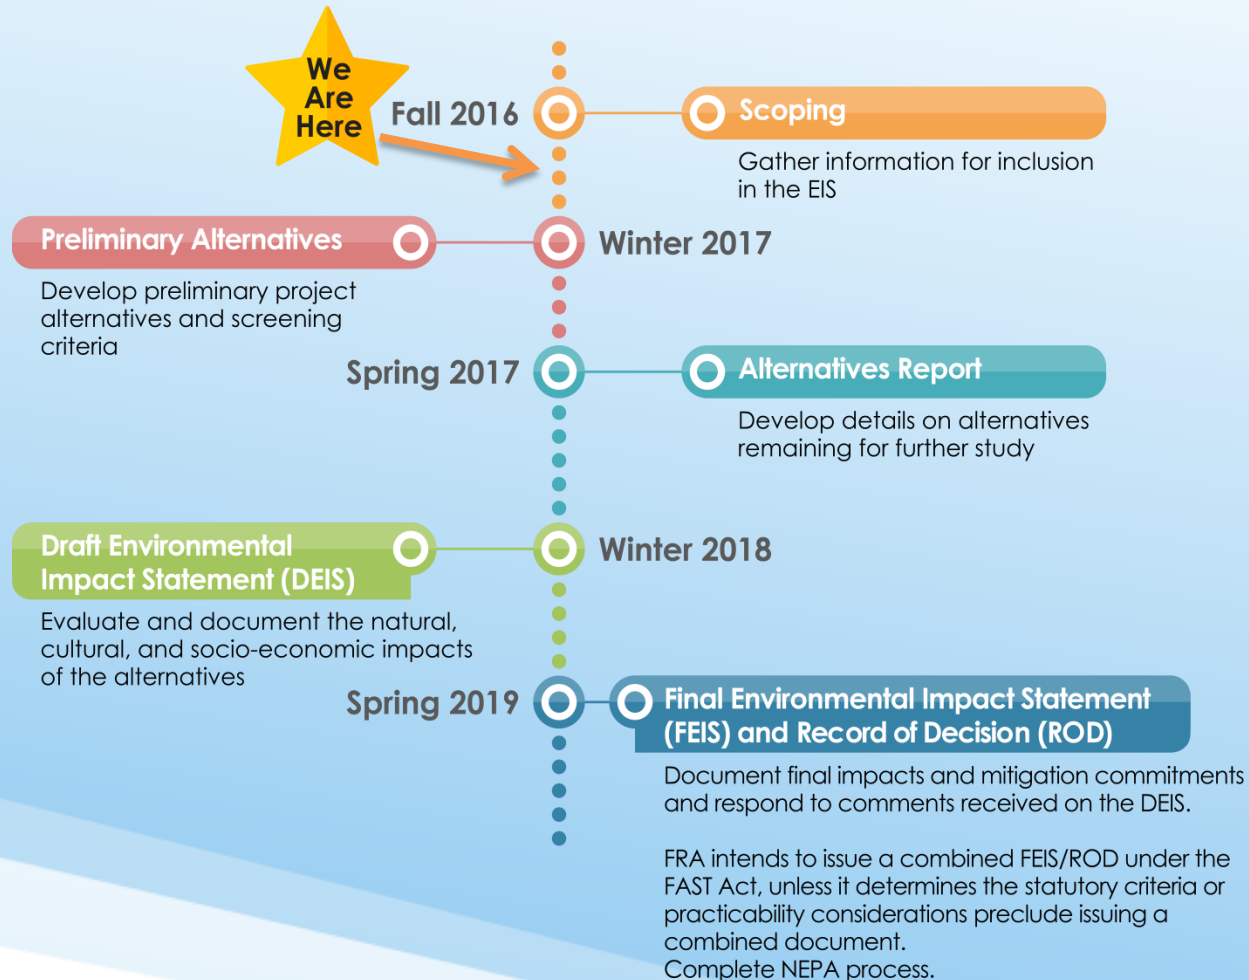 We
Are
Here
Fall 2016
Scoping
Gather information for inclusion
in the EIS
Preliminary Alternatives
Winter 2017
Develop preliminary project
alternatives and screening
criteria
Spring 2017
Alternatives Report
Develop details on alternatives
remaining for further study
Draft Environmental
Impact Statement (DEIS)
Winter 2018
Evaluate and document the natural,
cultural, and socio-economic impacts
of the alternatives
Spring 2019
Final Environmental Impact Statement
(FEIS) and Record of Decision (ROD)
Document final impacts and mitigation commitments
and respond to comments received on the DEIS.
FRA intends to issue a combined FEIS/ROD under the
FAST Act, unless it determines the statutory criteria or
practicability considerations preclude issuing a
combined document.
Complete NEPA process.